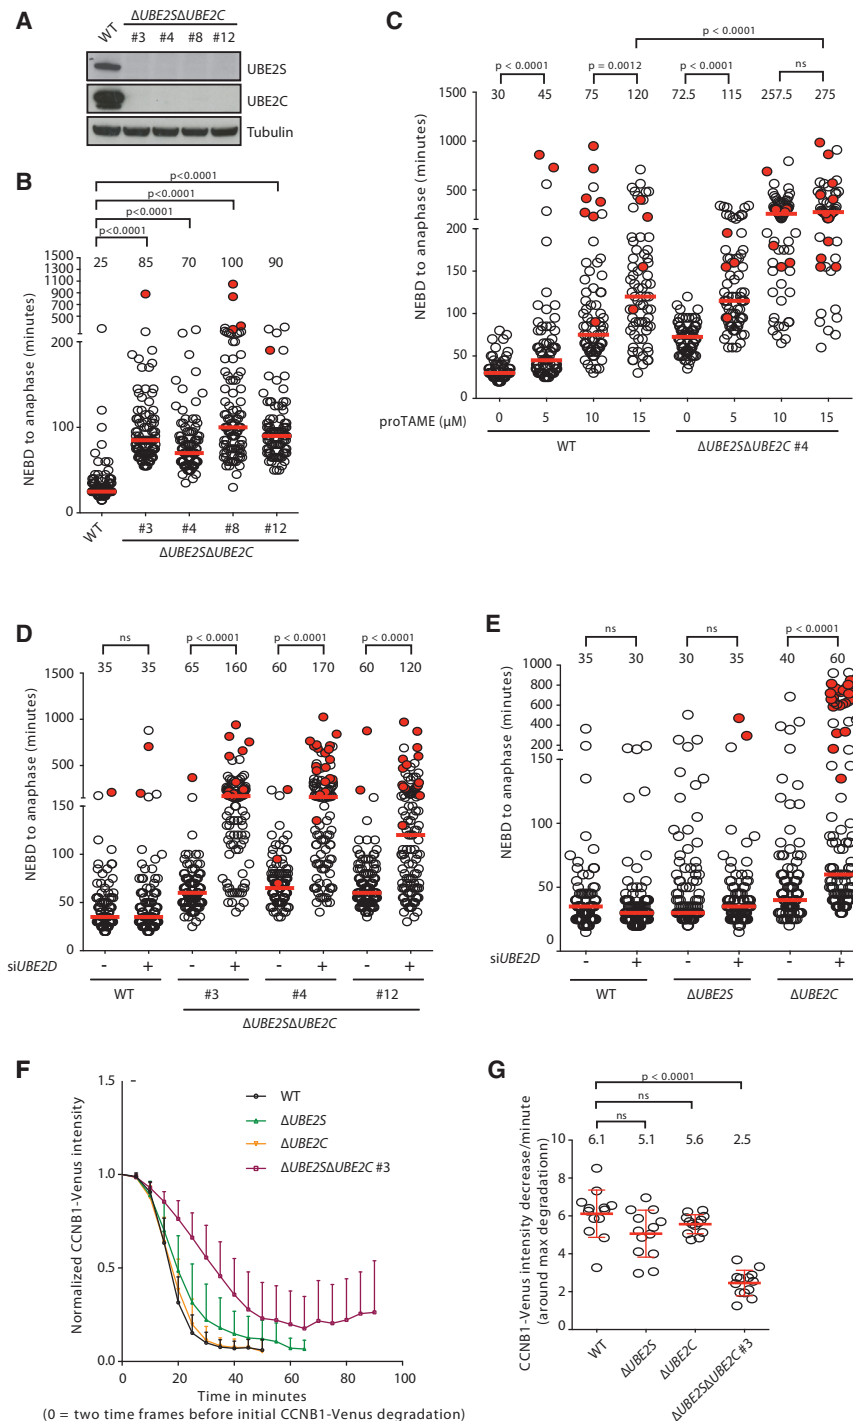 A
WT
ΔUBE2SΔUBE2C
#3 #4 #8 #12
UBE2S
UBE2C
Tubulin
B
p<0.0001
p<0.0001
p<0.0001
p<0.0001
25 85 70 100 90
NEBD to anaphase (minutes)
1500
1300
1100
900
700
500
200
100
0
WT #3 #4 #8 #12
ΔUBE2SΔUBE2C
C
p < 0.0001
p < 0.0001 p = 0.0012 p < 0.0001 ns
30 45 75 120 72.5 115 257.5 275
NEBD to anaphase (minutes)
1500
1000
500
200
150
100
50
0
proTAME (μM) 0 5 10 15 0 5 10 15
WT ΔUBE2SΔUBE2C #4
D
ns p < 0.0001 p < 0.0001 p < 0.0001
35 35 65 160 60 170 60 120
NEBD to anaphase (minutes)
1500
1000
500
150
100
50
0
siUBE2D - + - + - + - +
WT #3 #4 #12
ΔUBE2SΔUBE2C
E
ns ns p < 0.0001
35 30 30 35 40 60
NEBD to anaphase (minutes)
1000
800
600
400
200
150
100
50
0
siUBE2D - + - + - +
WT ΔUBE2S ΔUBE2C
F
Normalized CCNB1-Venus intensity
1.5
1.0
0.5
0.0
WT
ΔUBE2S
ΔUBE2C
ΔUBE2SΔUBE2C #3
0 20 40 60 80 100
Time in minutes
(0 = two time frames before initial CCNB1-Venus degradation)
G
p < 0.0001
ns
ns
6.1 5.1 5.6 2.5
CCNB1-Venus intensity decrease/minute
(around max degradationn)
10
8
6
4
2
0
WT
ΔUBE2S
ΔUBE2C
ΔUBE2SΔUBE2C #3